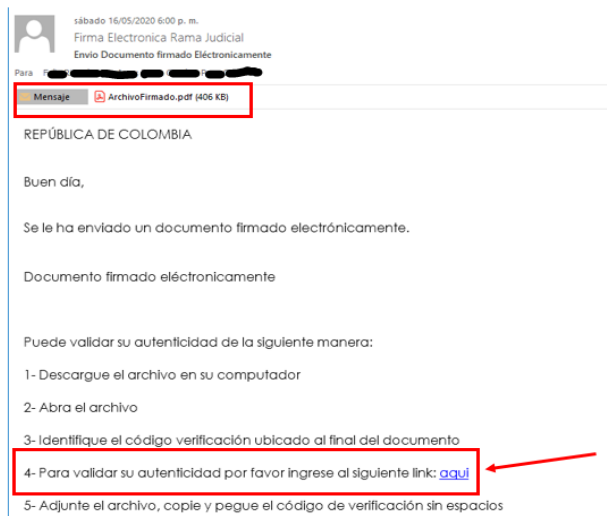 sábado 16/05/2020 6:00 p. m.
Firma Electronica Rama Judicial
Envio Documento firmado Eléctronicamente
Para
Mensaje ArchivoFirmado.pdf (406 KB)
REPÚBLICA DE COLOMBIA
Buen día,
Se le ha enviado un documento firmado electrónicamente.
Documento firmado eléctronicamente
Puede validar su autenticidad de la siguiente manera:
1- Descargue el archivo en su computador
2- Abra el archivo
3- Identifique el código verificación ubicado al final del documento
4- Para validar su autenticidad por favor ingrese al siguiente link: aqui
5- Adjunte el archivo, copie y pegue el código de verificación sin espacios